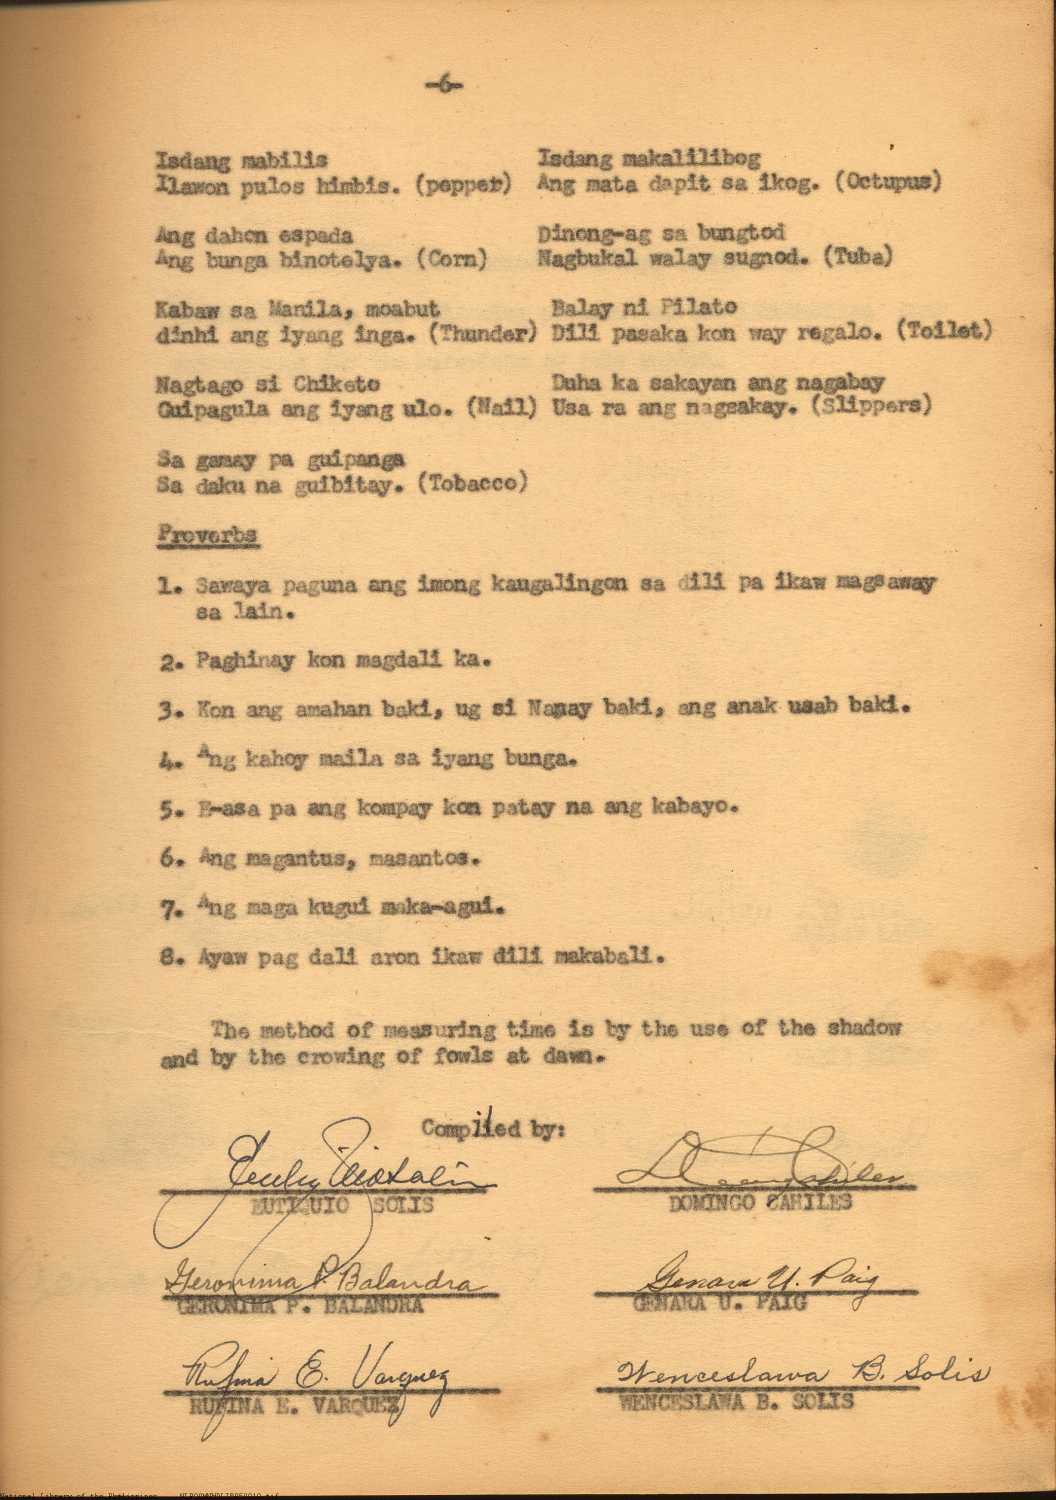 -6-
Isdang mabilis
Ilawon pulos himbis. (pepper)
Isdang makalilibog
Ang mata dapit sa ikog. (Octupus)
Ang dahon espada
Ang bunga binotelya. (Corn)
Dinong-ag sa bungtod
Nagbukal walay sugnod. (Tuba)
Kabaw sa Manila, moabut
dinhi ang iyang inga. (Thunder)
Balay ni Pilato
Dili pasaka kon way regalo. (Toilet)
Nagtago si Chiketo
Guipagula ang iyang ulo. (Nail)
Duha ka sakayan ang nagabay
Usa ra ang nagsakay. (Slippers)
Sa gamay pa guipanga
Sa daku na guibitay. (Tobacco)
Proverbs
1. Sawaya paguna ang imong kaugalingon sa dili pa ikaw magsaway
sa lain.
2. Paghinay kon magdali ka.
3. Kon ang amahan baki, ug si Nanay baki, ang anak usab baki.
4. Ang kahoy maila sa iyang bunga.
5. E-asa pa ang kompay kon patay na ang kabayo.
6. Ang magantus, masantos.
7. Ang maga kugui maka-agui.
8. Ayaw pag dali aron ikaw dili makabali.
The method of measuring time is by the use of the shadow
and by the crowing of fowls at dawn.
Compiled by:
EUTIQUIO SOLIS
DOMINGO CAHILES
Geronima P. Balandra
GERONIMA P. BALANDRA
Genara U. Paig
GENARA U. PAIG
Rufina E. Varquez
RUFINA E. VARQUEZ
Wenceslawa B. Solis
WENCESLAWA B. SOLIS
National Library of the Philippines